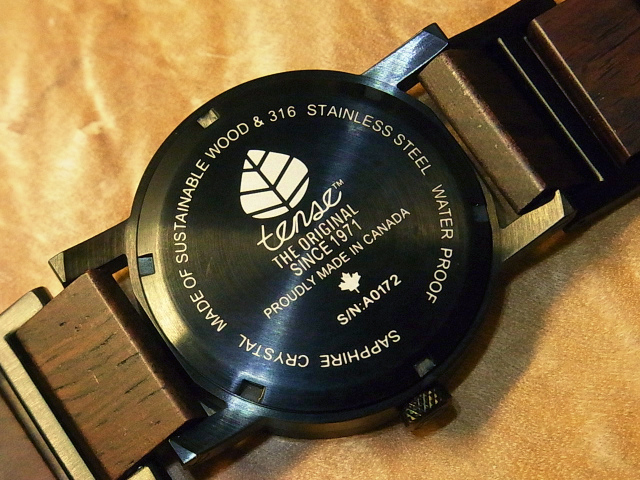 MADE OF SUSTAINABLE WOOD & 316 STAINLESS STEEL WATER PROOF SAPPHIRE CRYSTAL
tense™
THE ORIGINAL
SINCE 1971
PROUDLY MADE IN CANADA
S/N:A0172